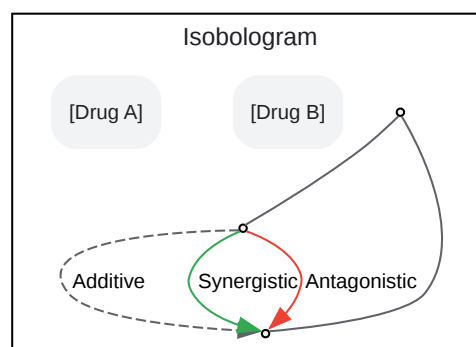 Isobologram
[Drug A] [Drug B]
Additive Synergistic Antagonistic